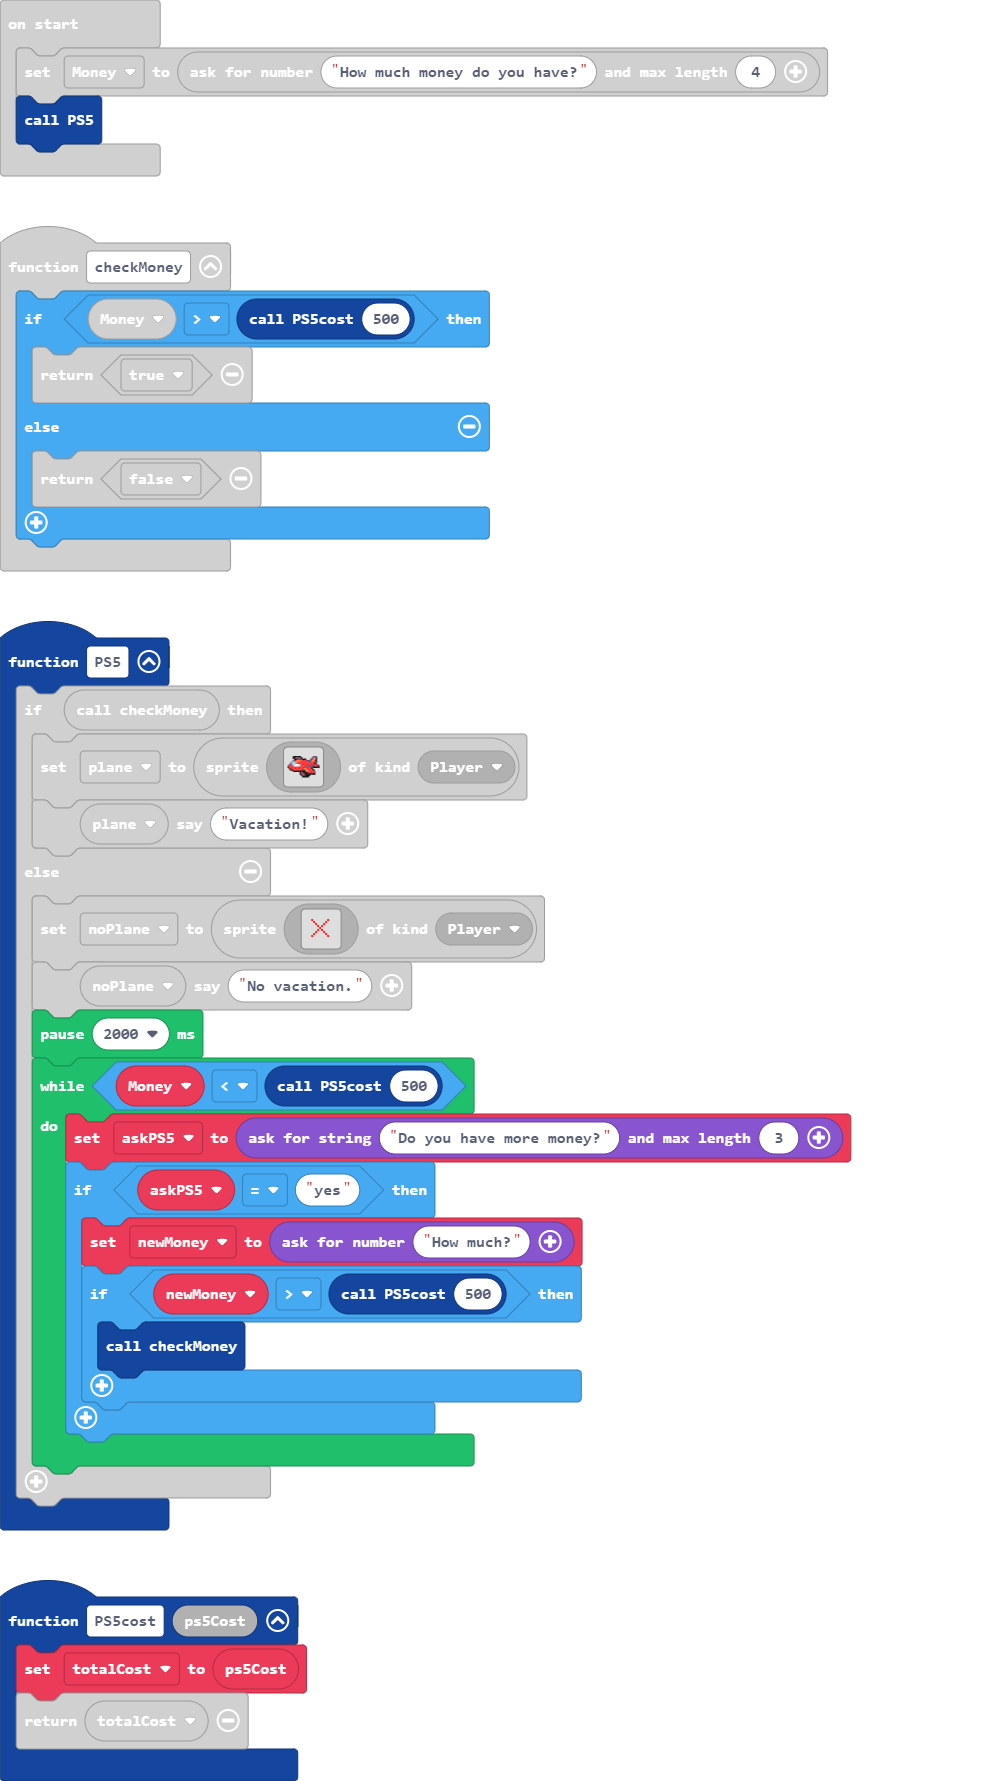 on start
set Money to ask for number "How much money do you have?" and max length 4
call PS5
function checkMoney
if Money > call PS5cost 500 then
return true
else
return false
function PS5
if call checkMoney then
set plane to sprite of kind Player
plane say "Vacation!"
else
set noPlane to sprite of kind Player
noPlane say "No vacation."
pause 2000 ms
while Money < call PS5cost 500
do set askPS5 to ask for string "Do you have more money?" and max length 3
if askPS5 = "yes" then
set newMoney to ask for number "How much?"
if newMoney > call PS5cost 500 then
call checkMoney
function PS5cost ps5Cost
set totalCost to ps5Cost
return totalCost